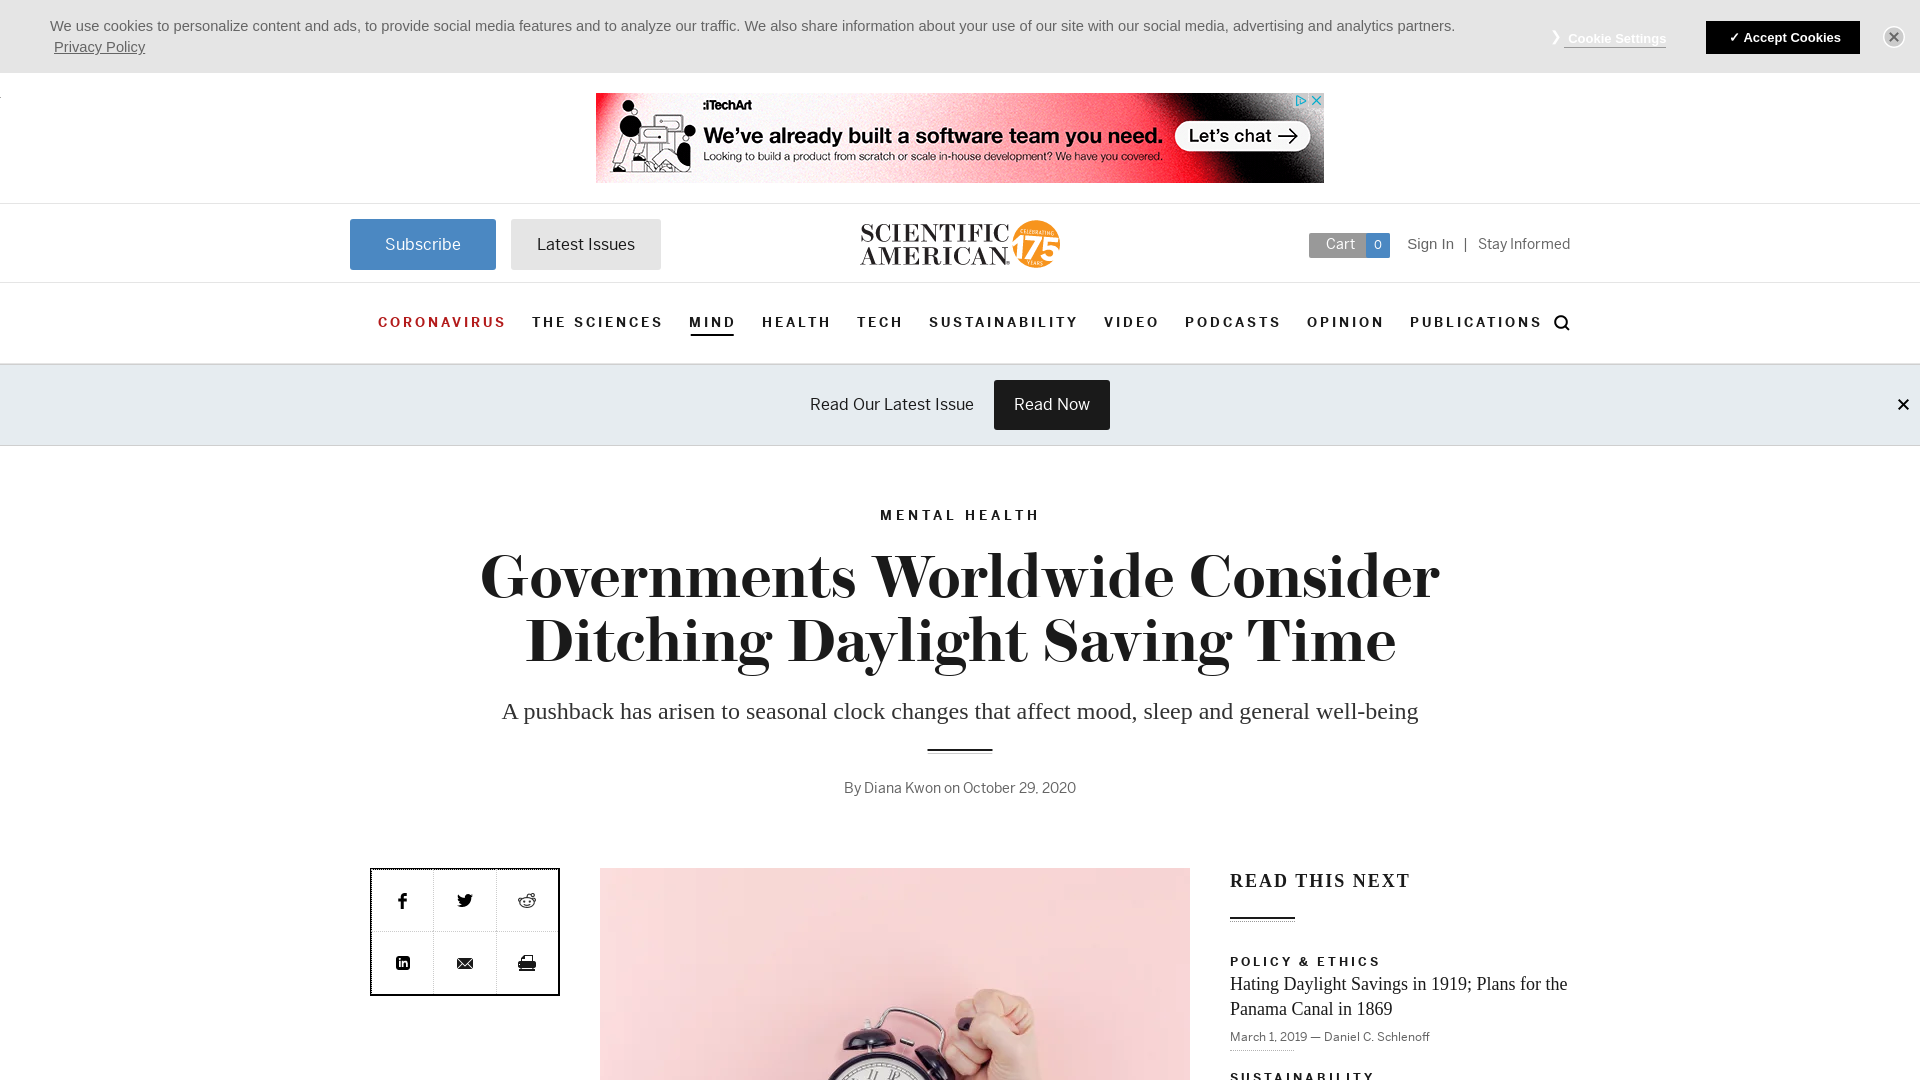 We use cookies to personalize content and ads, to provide social media features and to analyze our traffic. We also share information about your use of our site with our social media, advertising and analytics partners.
Privacy Policy
❯ Cookie Settings
✓ Accept Cookies
:iTechArt
We've already built a software team you need.
Looking to build a product from scratch or scale in-house development? We have you covered.
Let's chat →
Subscribe
Latest Issues
SCIENTIFIC
AMERICAN
CELEBRATING
175
YEARS
Cart 0
Sign In | Stay Informed
CORONAVIRUS THE SCIENCES MIND HEALTH TECH SUSTAINABILITY VIDEO PODCASTS OPINION PUBLICATIONS
Read Our Latest Issue
Read Now
MENTAL HEALTH
Governments Worldwide Consider
Ditching Daylight Saving Time
A pushback has arisen to seasonal clock changes that affect mood, sleep and general well-being
By Diana Kwon on October 29, 2020
READ THIS NEXT
POLICY & ETHICS
Hating Daylight Savings in 1919; Plans for the
Panama Canal in 1869
March 1, 2019 — Daniel C. Schlenoff
SUSTAINABILITY